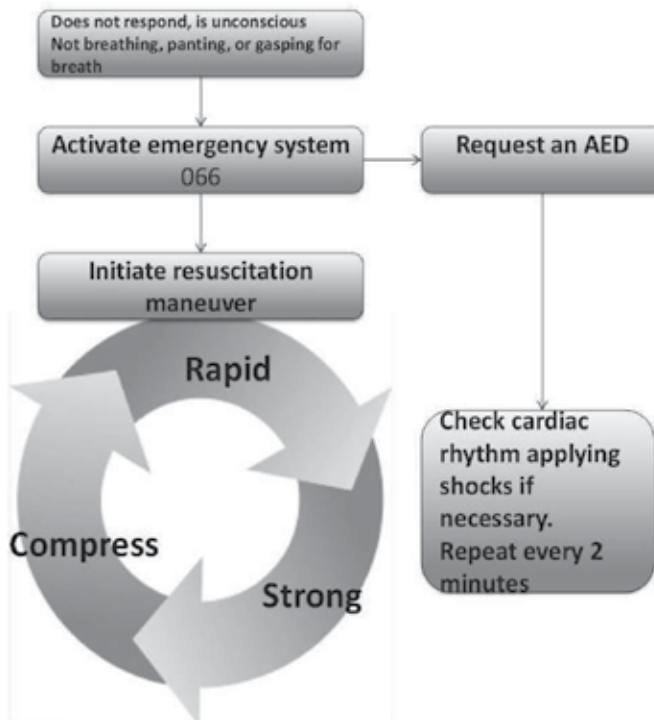 Does not respond, is unconscious
Not breathing, panting, or gasping for
breath
Activate emergency system
066
Request an AED
Initiate resuscitation
maneuver
Rapid
Strong
Compress
Check cardiac
rhythm applying
shocks if
necessary.
Repeat every 2
minutes